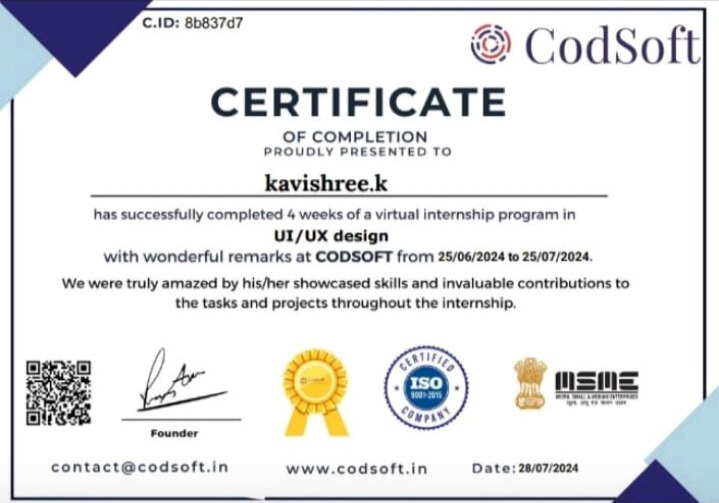 C.ID: 8b837d7
CodSoft
CERTIFICATE
OF COMPLETION
PROUDLY PRESENTED TO
kavishree.k
has successfully completed 4 weeks of a virtual internship program in
UI/UX design
with wonderful remarks at CODSOFT from 25/06/2024 to 25/07/2024.
We were truly amazed by his/her showcased skills and invaluable contributions to
the tasks and projects throughout the internship.
CodSoft
CERTIFIED
ISO
9001-2015
COMPANY
MSME
MICRO, SMALL & MEDIUM ENTERPRISES
Founder
contact@codsoft.in
www.codsoft.in
Date: 28/07/2024